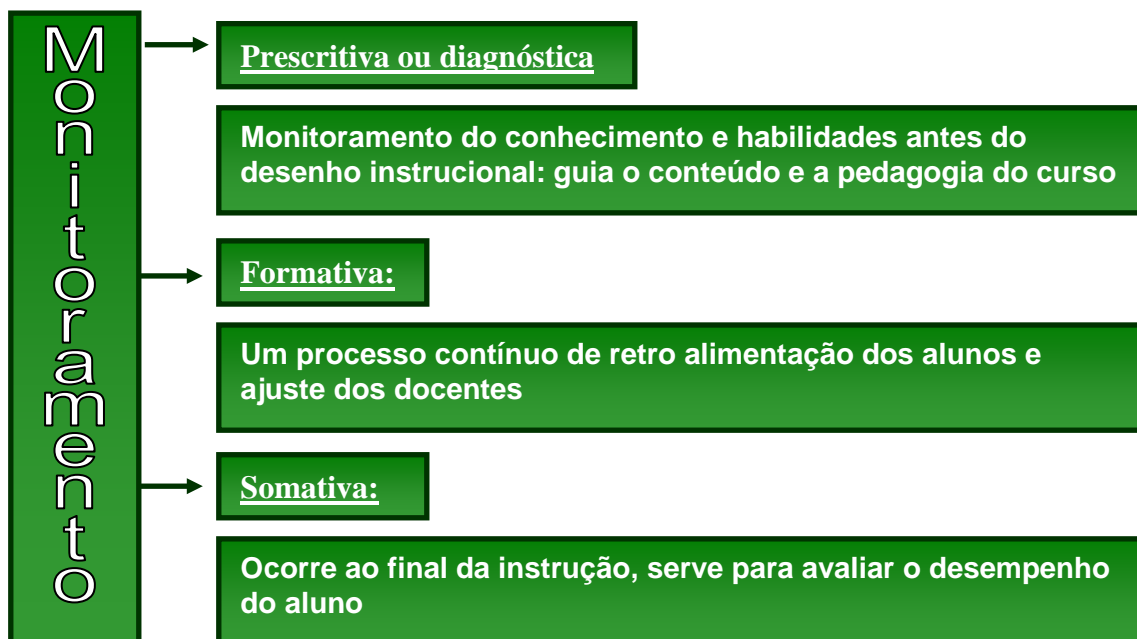 Monitoramento
Prescritiva ou diagnóstica
Monitoramento do conhecimento e habilidades antes do
desenho instrucional: guia o conteúdo e a pedagogia do curso
Formativa:
Um processo contínuo de retro alimentação dos alunos e
ajuste dos docentes
Somativa:
Ocorre ao final da instrução, serve para avaliar o desempenho
do aluno